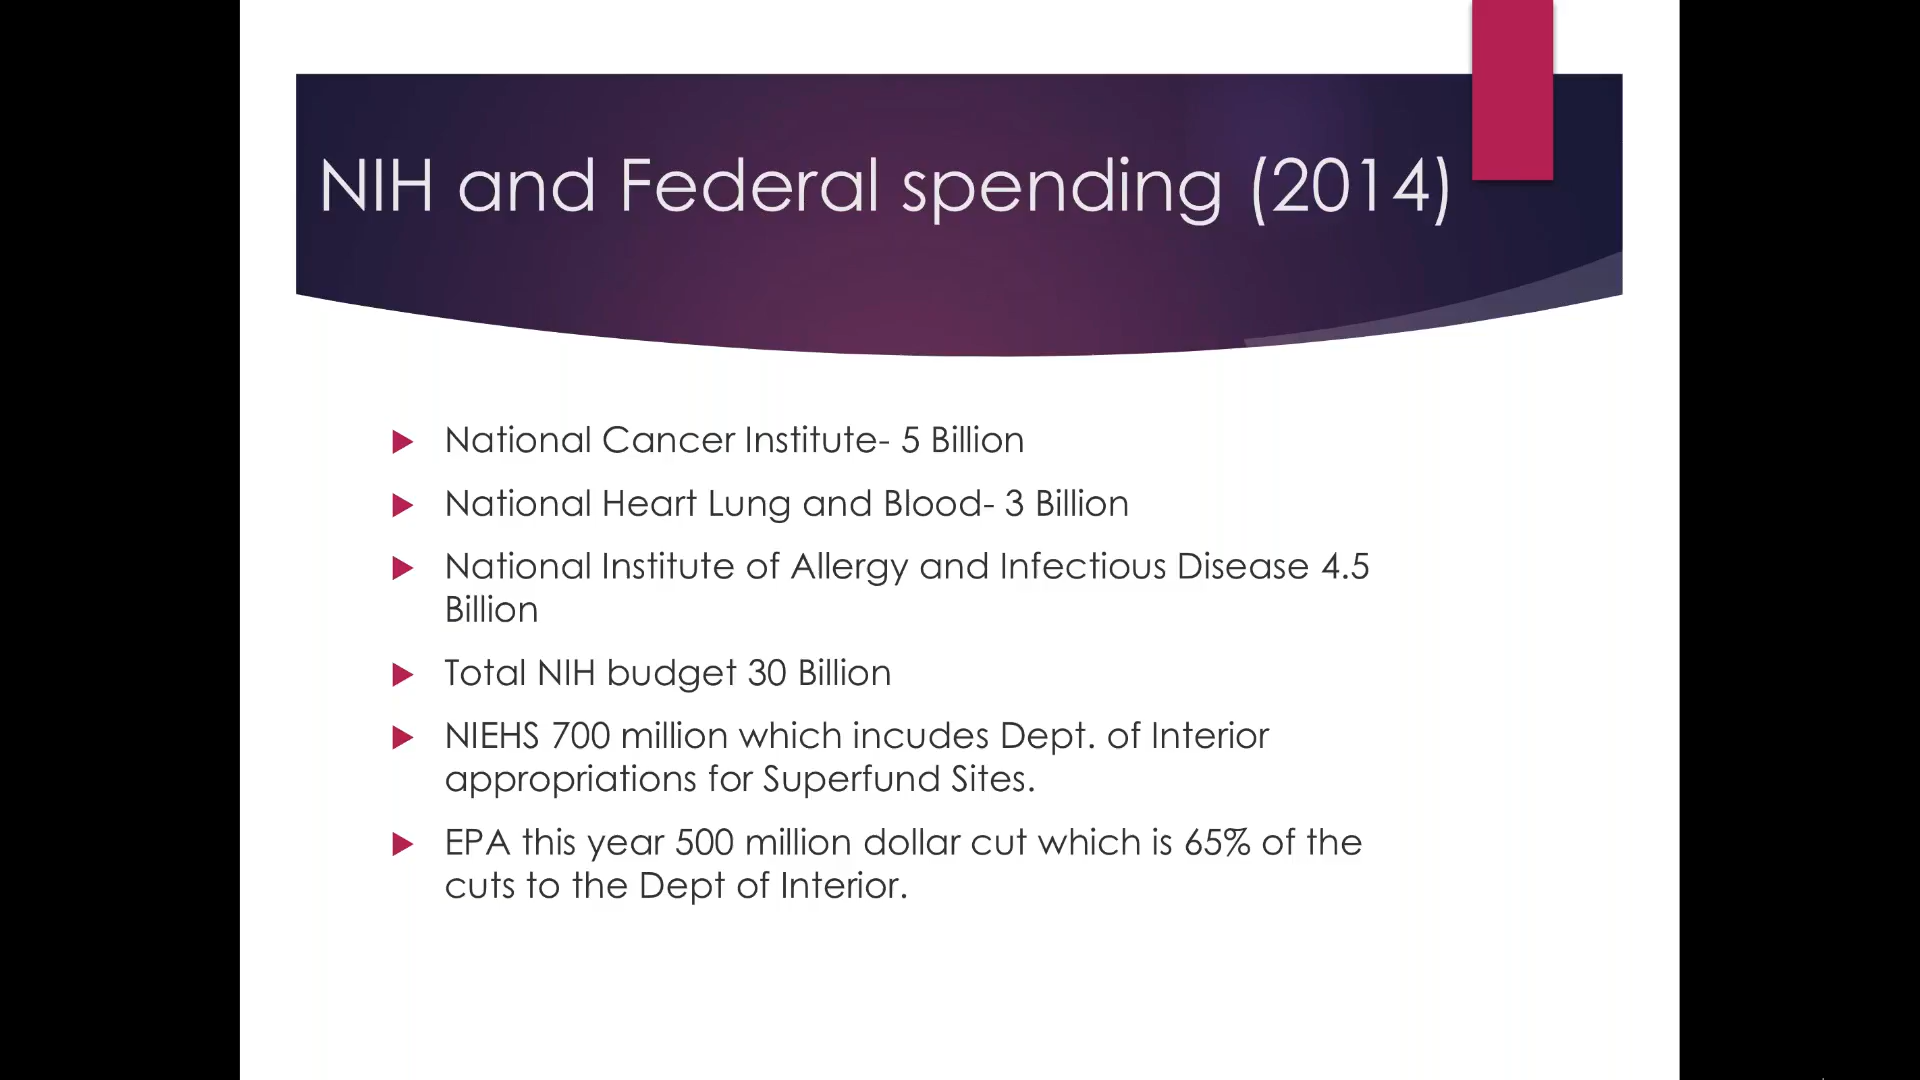 NIH and Federal spending (2014)
National Cancer Institute- 5 Billion
National Heart Lung and Blood- 3 Billion
National Institute of Allergy and Infectious Disease 4.5
Billion
Total NIH budget 30 Billion
NIEHS 700 million which incudes Dept. of Interior
appropriations for Superfund Sites.
EPA this year 500 million dollar cut which is 65% of the
cuts to the Dept of Interior.